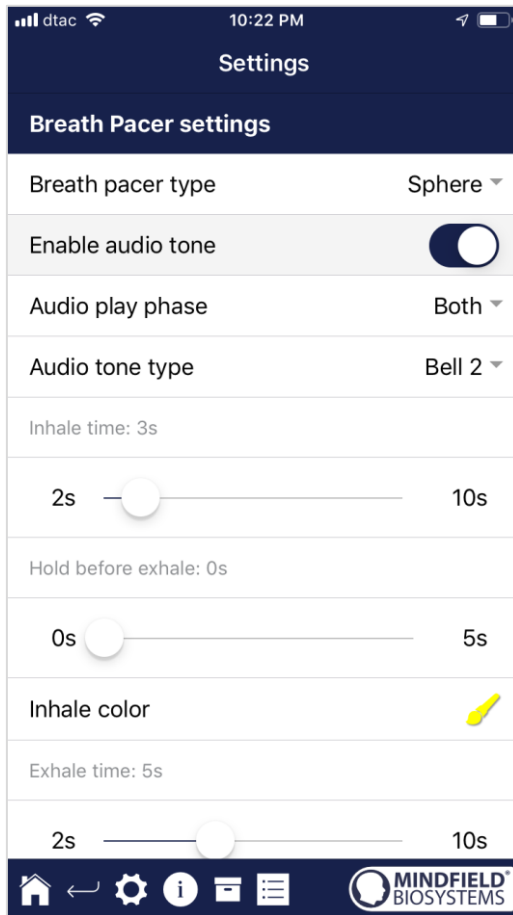 dtac 10:22 PM
Settings
Breath Pacer settings
Breath pacer type Sphere
Enable audio tone
Audio play phase Both
Audio tone type Bell 2
Inhale time: 3s
2s 10s
Hold before exhale: 0s
0s 5s
Inhale color
Exhale time: 5s
2s 10s
i
MINDFIELD®
BIOSYSTEMS